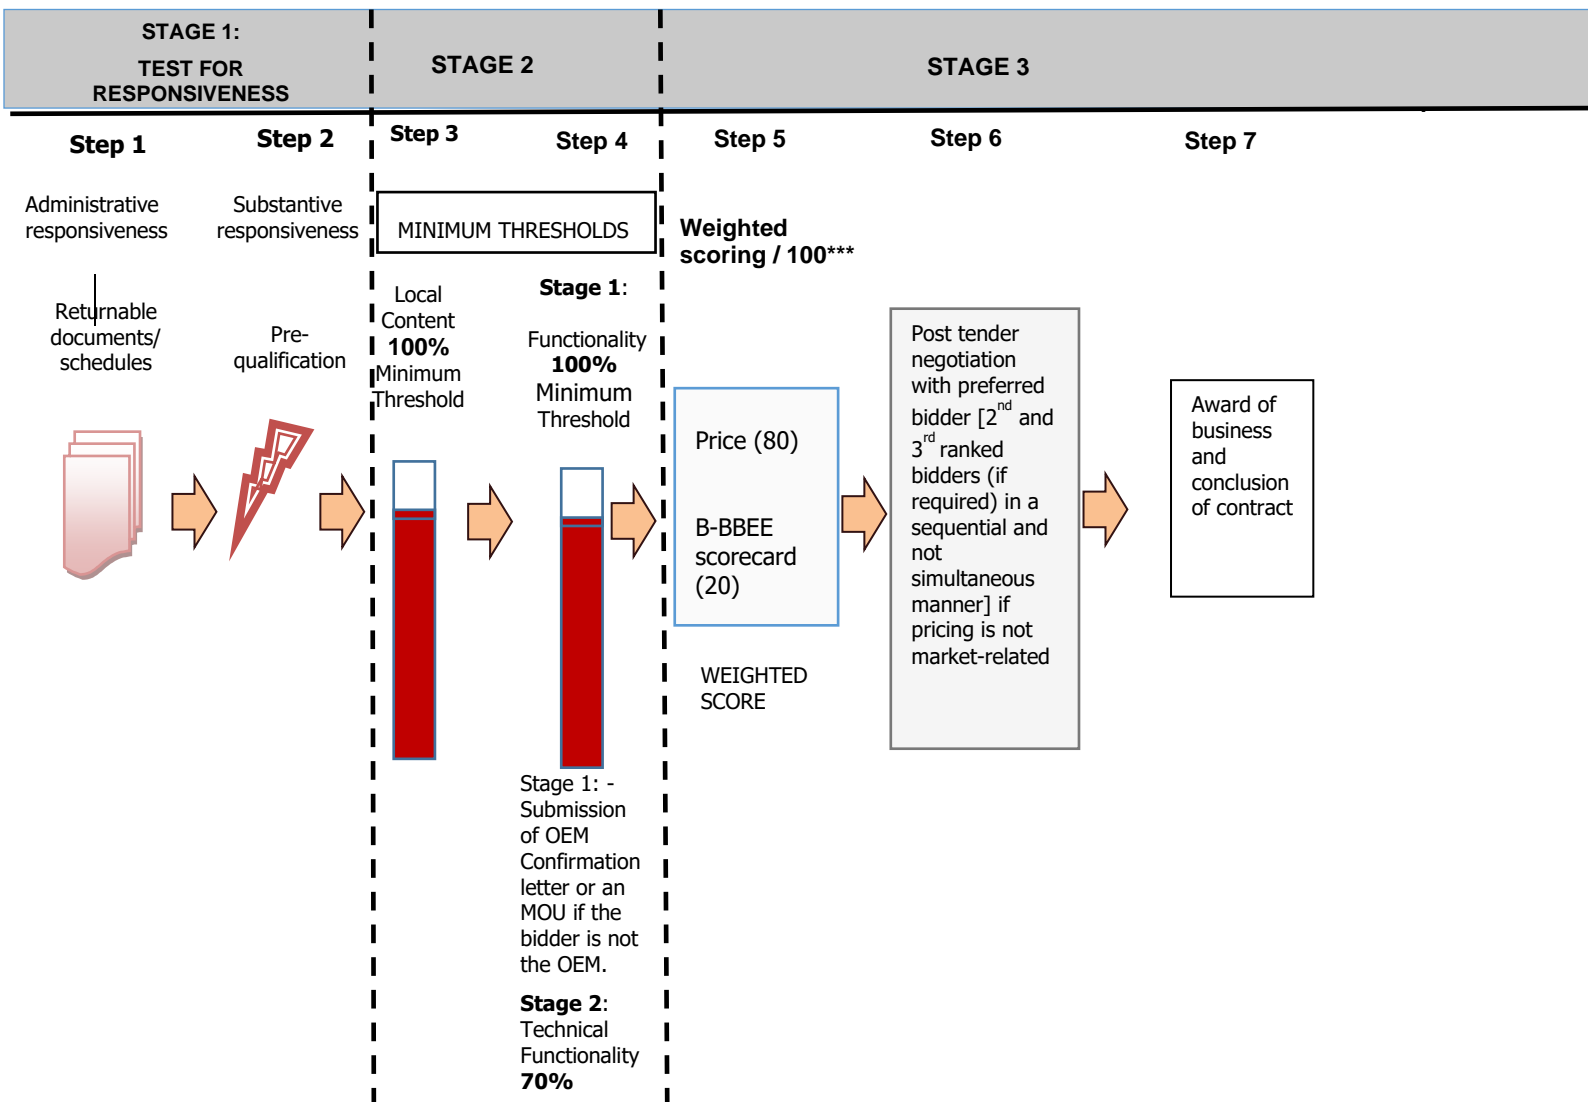 STAGE 1:
TEST FOR
RESPONSIVENESS
STAGE 2
STAGE 3
Step 1
Step 2
Step 3
Step 4
Step 5
Step 6
Step 7
Administrative
responsiveness
Returnable
documents/
schedules
Substantive
responsiveness
Pre-
qualification
MINIMUM THRESHOLDS
Local
Content
100%
Minimum
Threshold
Stage 1:
Functionality
100%
Minimum
Threshold
Stage 1: -
Submission
of OEM
Confirmation
letter or an
MOU if the
bidder is not
the OEM.
Stage 2:
Technical
Functionality
70%
Weighted
scoring / 100***
Price (80)
B-BBEE
scorecard
(20)
WEIGHTED
SCORE
Post tender
negotiation
with preferred
bidder [2nd and
3rd ranked
bidders (if
required) in a
sequential and
not
simultaneous
manner] if
pricing is not
market-related
Award of
business
and
conclusion
of contract